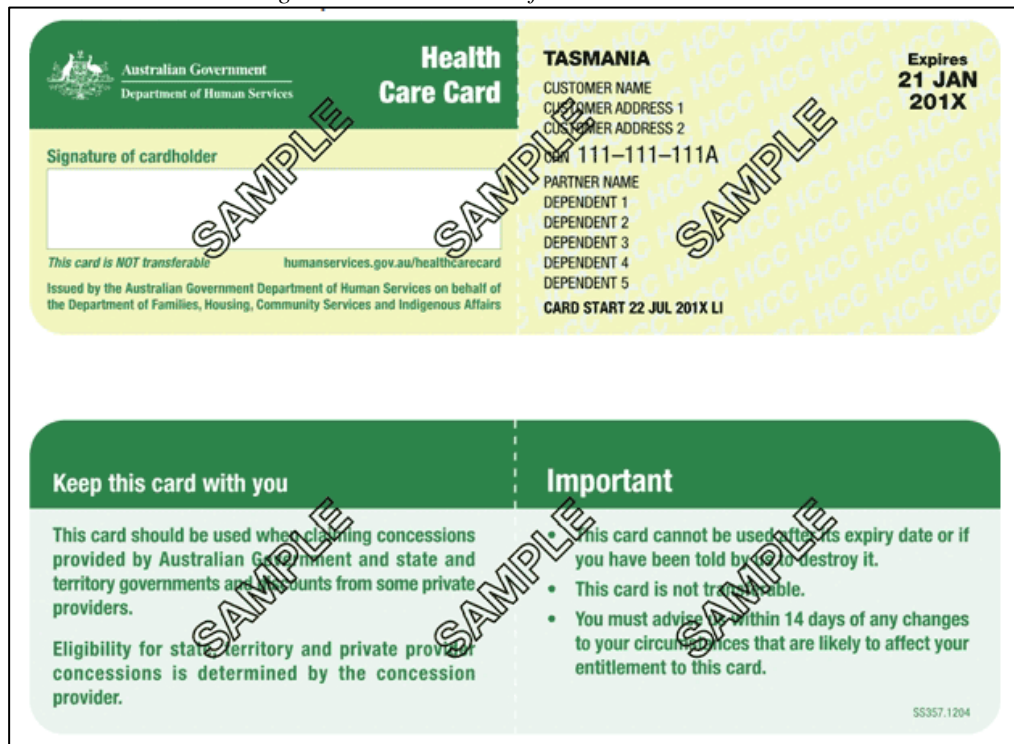 Australian Government
Department of Human Services
Health
Care Card
Signature of cardholder
This card is NOT transferable
humanservices.gov.au/healthcarecard
Issued by the Australian Government Department of Human Services on behalf of
the Department of Families, Housing, Community Services and Indigenous Affairs
TASMANIA
CUSTOMER NAME
CUSTOMER ADDRESS 1
CUSTOMER ADDRESS 2
CRN 111–111–111A
PARTNER NAME
DEPENDENT 1
DEPENDENT 2
DEPENDENT 3
DEPENDENT 4
DEPENDENT 5
CARD START 22 JUL 201X LI
Expires
21 JAN
201X
SAMPLE
SAMPLE
SAMPLE
Keep this card with you
This card should be used when claiming concessions
provided by Australian Government and state and
territory governments and discounts from some private
providers.
Eligibility for state, territory and private provider
concessions is determined by the concession
provider.
Important
• This card cannot be used after its expiry date or if
you have been told by us to destroy it.
• This card is not transferable.
• You must advise us within 14 days of any changes
to your circumstances that are likely to affect your
entitlement to this card.
SS357.1204
SAMPLE
SAMPLE
SAMPLE